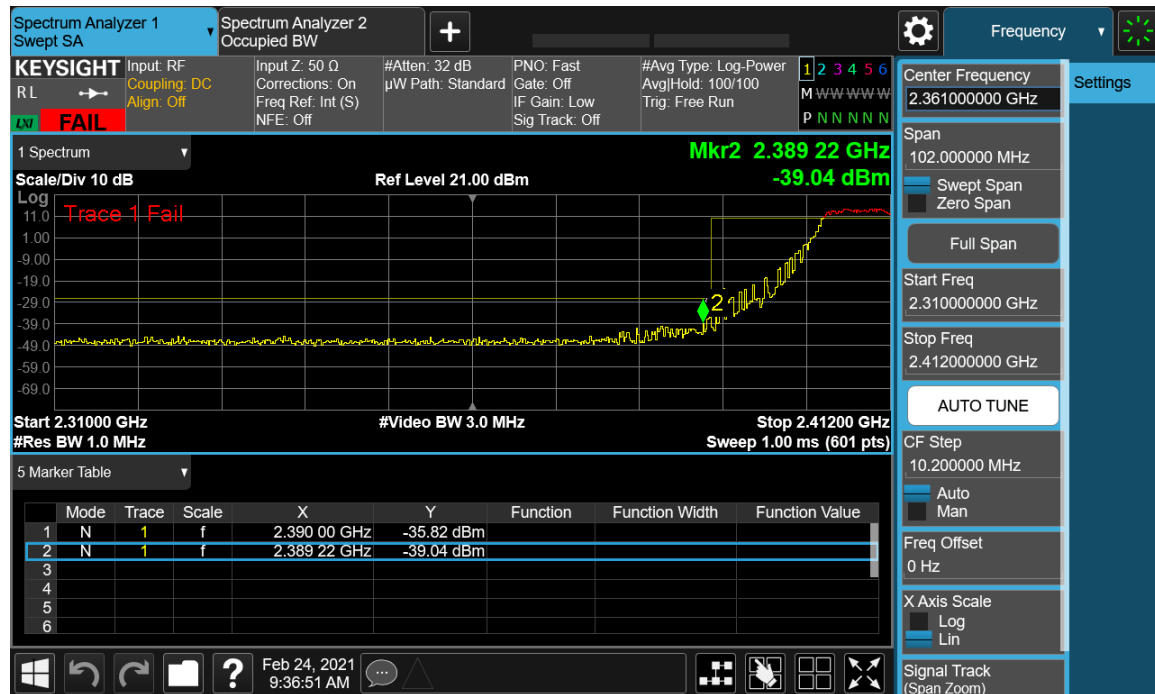 Spectrum Analyzer 1
Swept SA
Spectrum Analyzer 2
Occupied BW
+
Frequency
KEYSIGHT
R L
LXI
FAIL
Input: RF
Coupling: DC
Align: Off
Input Z: 50 Ω
Corrections: On
Freq Ref: Int (S)
NFE: Off
#Atten: 32 dB
µW Path: Standard
PNO: Fast
Gate: Off
IF Gain: Low
Sig Track: Off
#Avg Type: Log-Power
Avg|Hold: 100/100
Trig: Free Run
1 2 3 4 5 6
M W W W W W
P N N N N N
1 Spectrum
Mkr2 2.389 22 GHz
-39.04 dBm
Scale/Div 10 dB
Ref Level 21.00 dBm
Log
Trace 1 Fail
11.0
1.00
-9.00
-19.0
-29.0
-39.0
-49.0
-59.0
-69.0
2
1
Start 2.31000 GHz
#Video BW 3.0 MHz
Stop 2.41200 GHz
#Res BW 1.0 MHz
Sweep 1.00 ms (601 pts)
5 Marker Table
Mode Trace Scale X Y Function Function Width Function Value
1 N 1 f 2.390 00 GHz -35.82 dBm
2 N 1 f 2.389 22 GHz -39.04 dBm
3
4
5
6
?
Feb 24, 2021
9:36:51 AM
Center Frequency
2.361000000 GHz
Settings
Span
102.000000 MHz
Swept Span
Zero Span
Full Span
Start Freq
2.310000000 GHz
Stop Freq
2.412000000 GHz
AUTO TUNE
CF Step
10.200000 MHz
Auto
Man
Freq Offset
0 Hz
X Axis Scale
Log
Lin
Signal Track
(Span Zoom)